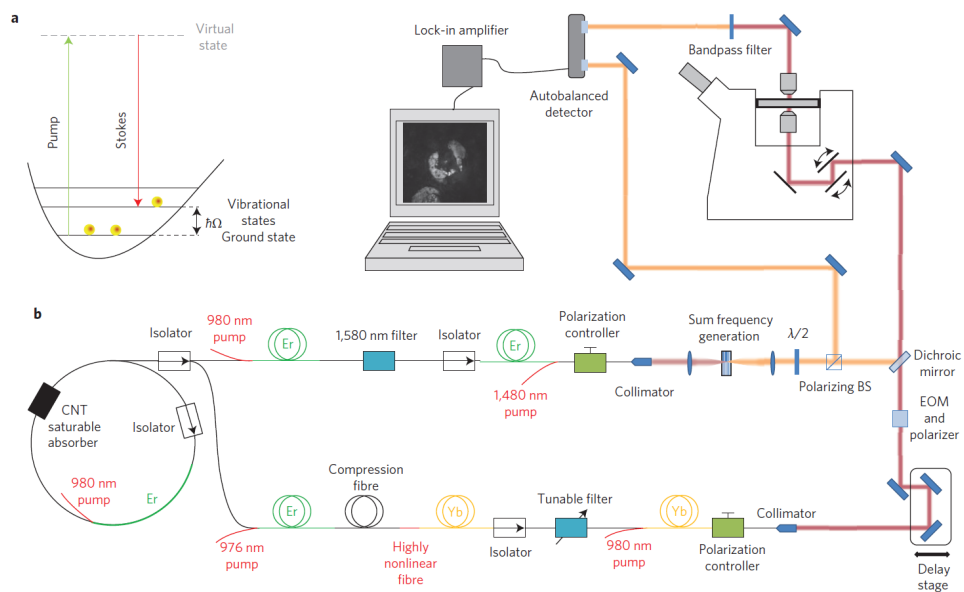 a
Virtual
state
Pump
Stokes
ħΩ
Vibrational
states
Ground state
Lock-in amplifier
Autobalanced
detector
Bandpass filter
b
Isolator
980 nm
pump
Er
1,580 nm filter
Isolator
Er
1,480 nm
pump
Polarization
controller
Collimator
Sum frequency
generation
λ/2
Polarizing BS
Dichroic
mirror
EOM
and
polarizer
CNT
saturable
absorber
Isolator
980 nm
pump
Er
976 nm
pump
Er
Compression
fibre
Highly
nonlinear
fibre
Yb
Isolator
Tunable filter
980 nm
pump
Yb
Polarization
controller
Collimator
Delay
stage